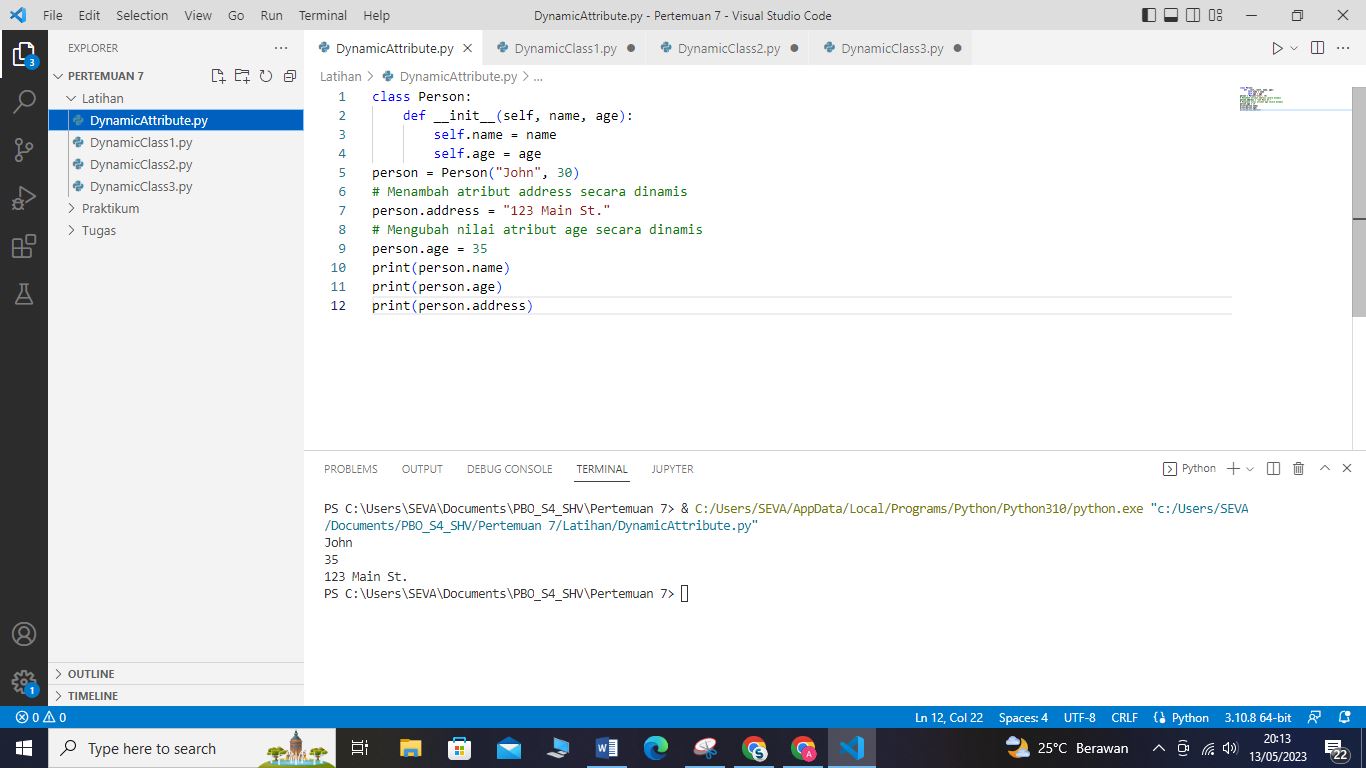 File Edit Selection View Go Run Terminal Help DynamicAttribute.py - Pertemuan 7 - Visual Studio Code
EXPLORER
3
PERTEMUAN 7
Latihan
DynamicAttribute.py
DynamicClass1.py
DynamicClass2.py
DynamicClass3.py
Praktikum
Tugas
DynamicAttribute.py DynamicClass1.py DynamicClass2.py DynamicClass3.py
Latihan > DynamicAttribute.py > ...
1 class Person:
2 def __init__(self, name, age):
3 self.name = name
4 self.age = age
5 person = Person("John", 30)
6 # Menambah atribut address secara dinamis
7 person.address = "123 Main St."
8 # Mengubah nilai atribut age secara dinamis
9 person.age = 35
10 print(person.name)
11 print(person.age)
12 print(person.address)
PROBLEMS OUTPUT DEBUG CONSOLE TERMINAL JUPYTER Python
PS C:\Users\SEVA\Documents\PBO_S4_SHV\Pertemuan 7> & C:/Users/SEVA/AppData/Local/Programs/Python/Python310/python.exe "c:/Users/SEVA
/Documents/PBO_S4_SHV/Pertemuan 7/Latihan/DynamicAttribute.py"
John
35
123 Main St.
PS C:\Users\SEVA\Documents\PBO_S4_SHV\Pertemuan 7>
OUTLINE
TIMELINE
1
0 0 Ln 12, Col 22 Spaces: 4 UTF-8 CRLF Python 3.10.8 64-bit
Type here to search
25°C Berawan
20:13
13/05/2023
22